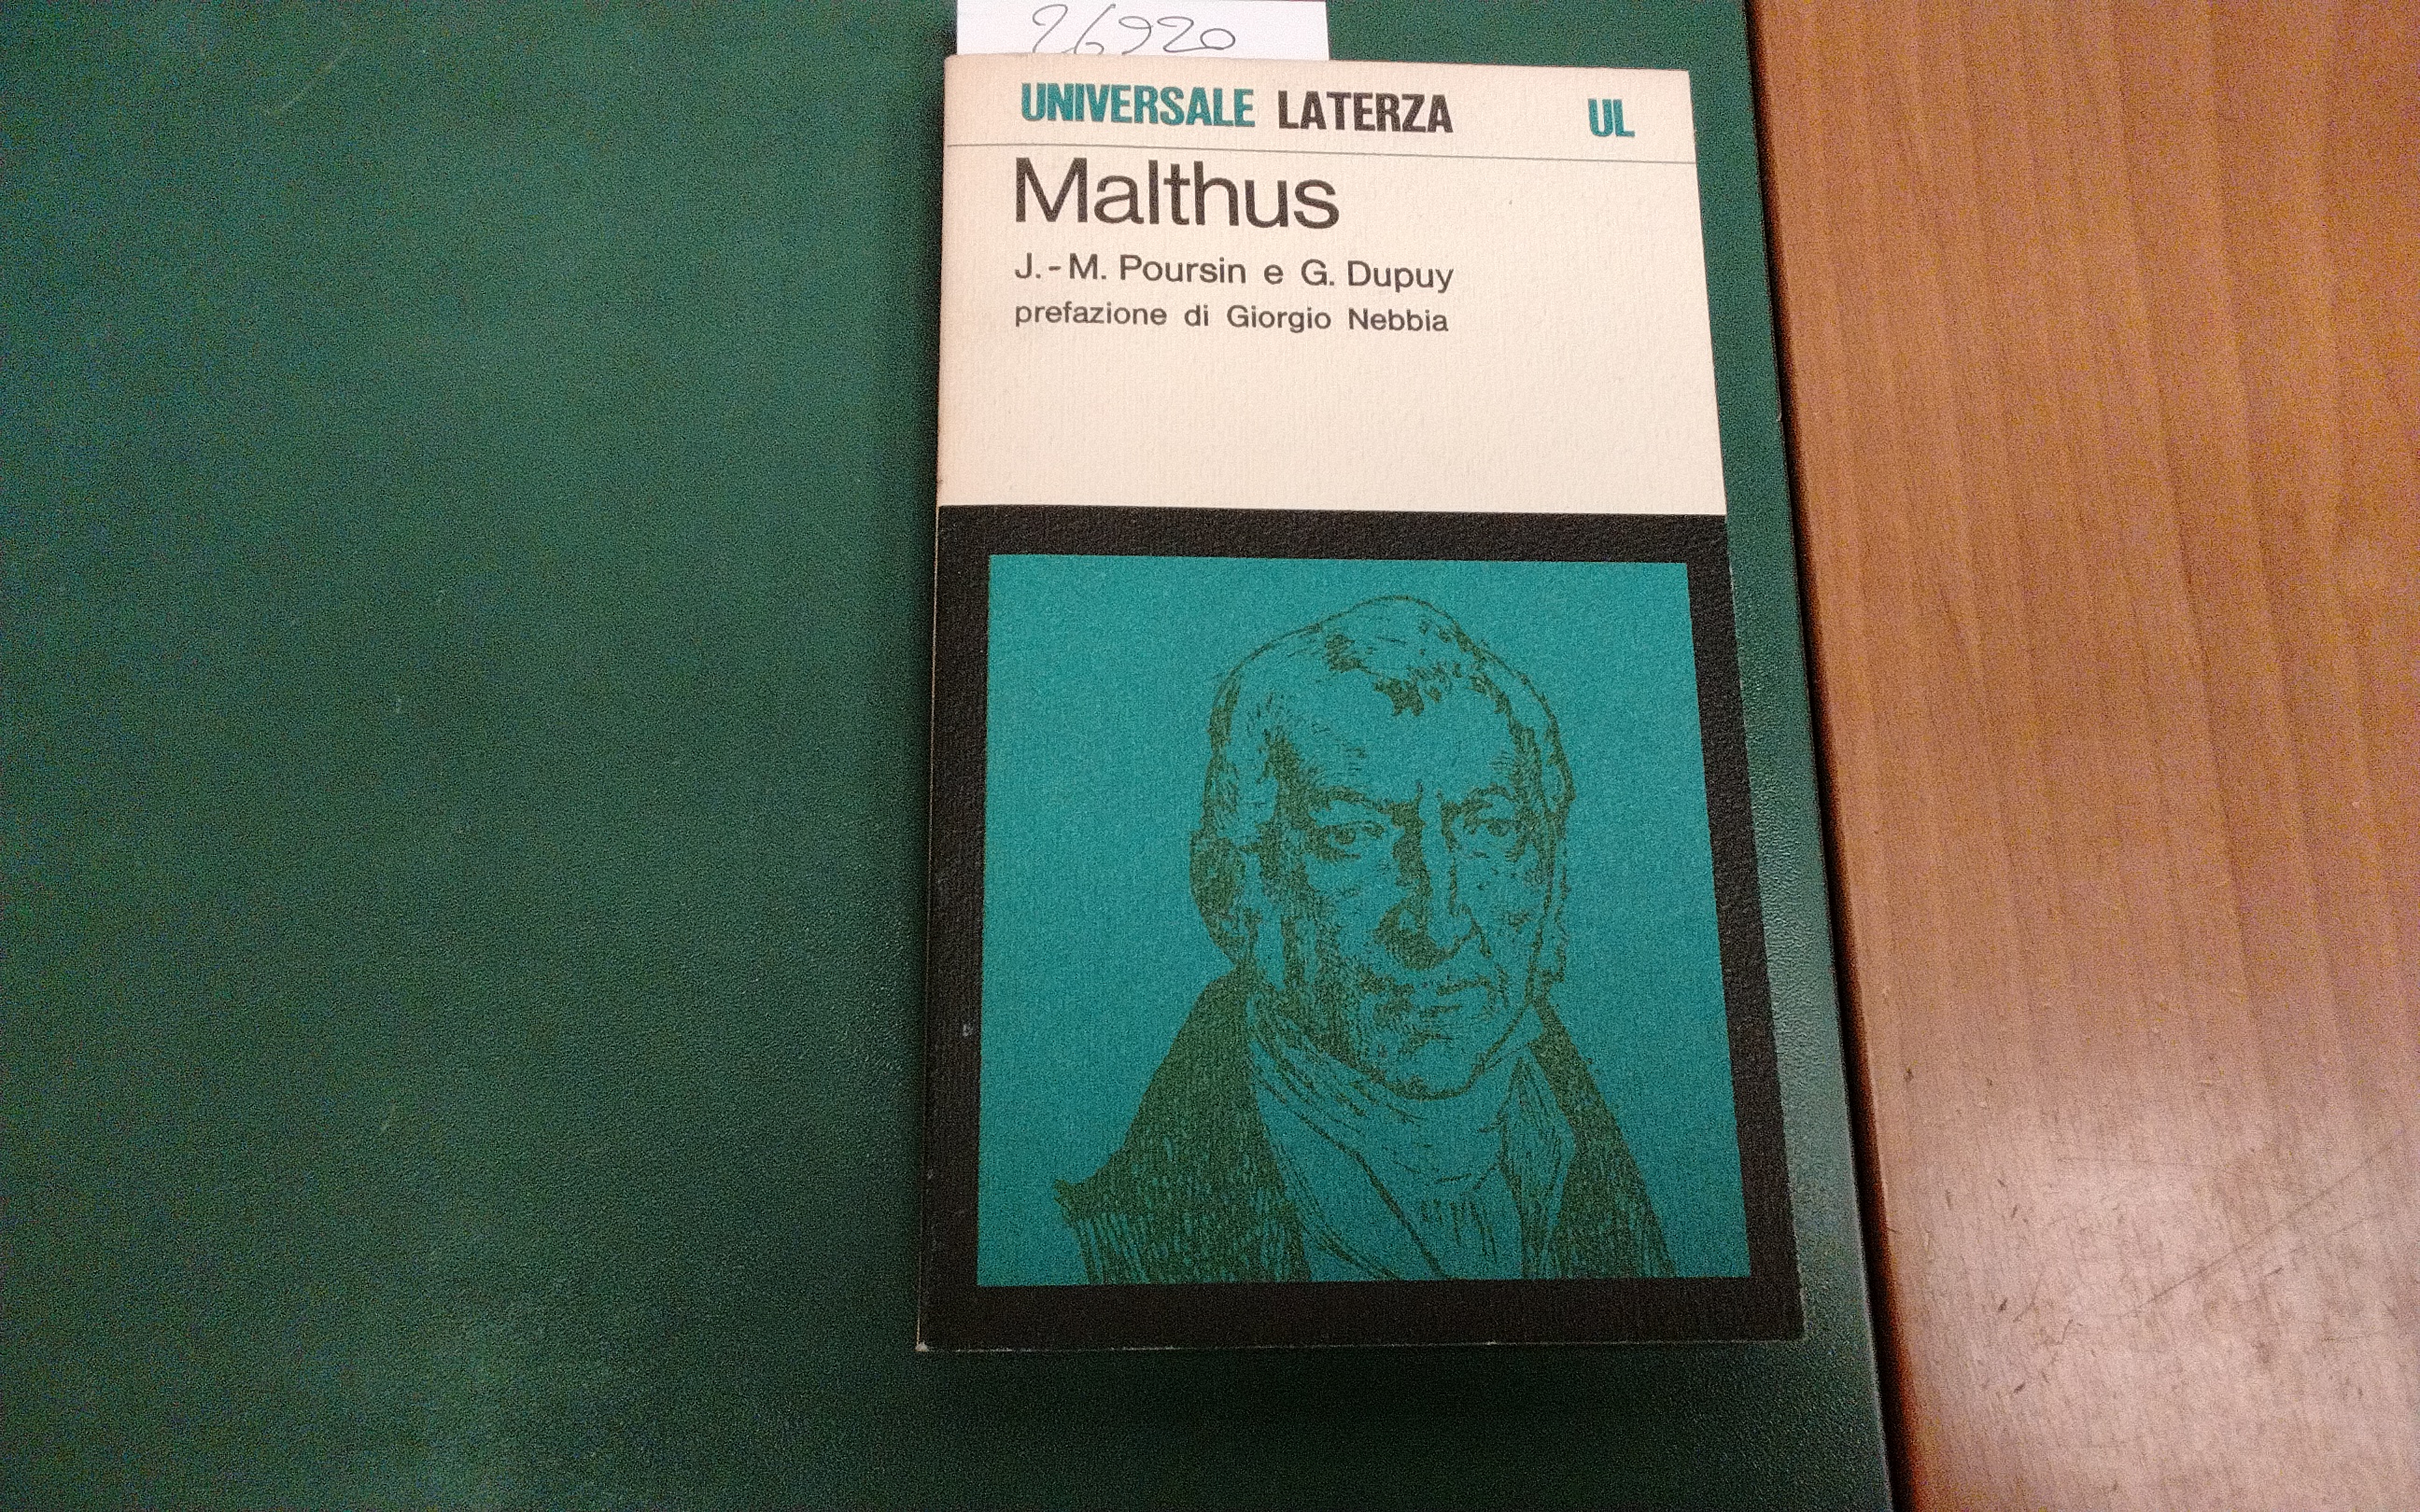 26920
UNIVERSALE LATERZA UL
Malthus
J.-M. Poursin e G. Dupuy
prefazione di Giorgio Nebbia